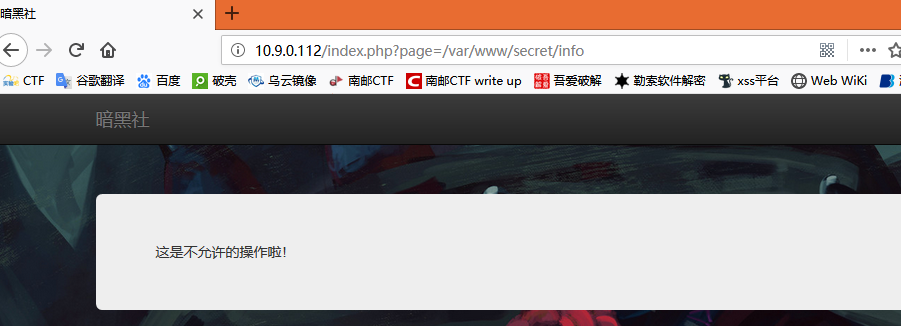 暗黑社
10.9.0.112/index.php?page=/var/www/secret/info
CTF 谷歌翻译 百度 破壳 乌云镜像 南邮CTF 南邮CTF write up 吾爱破解 勒索软件解密 xss平台 Web WiKi
暗黑社
这是不允许的操作啦!